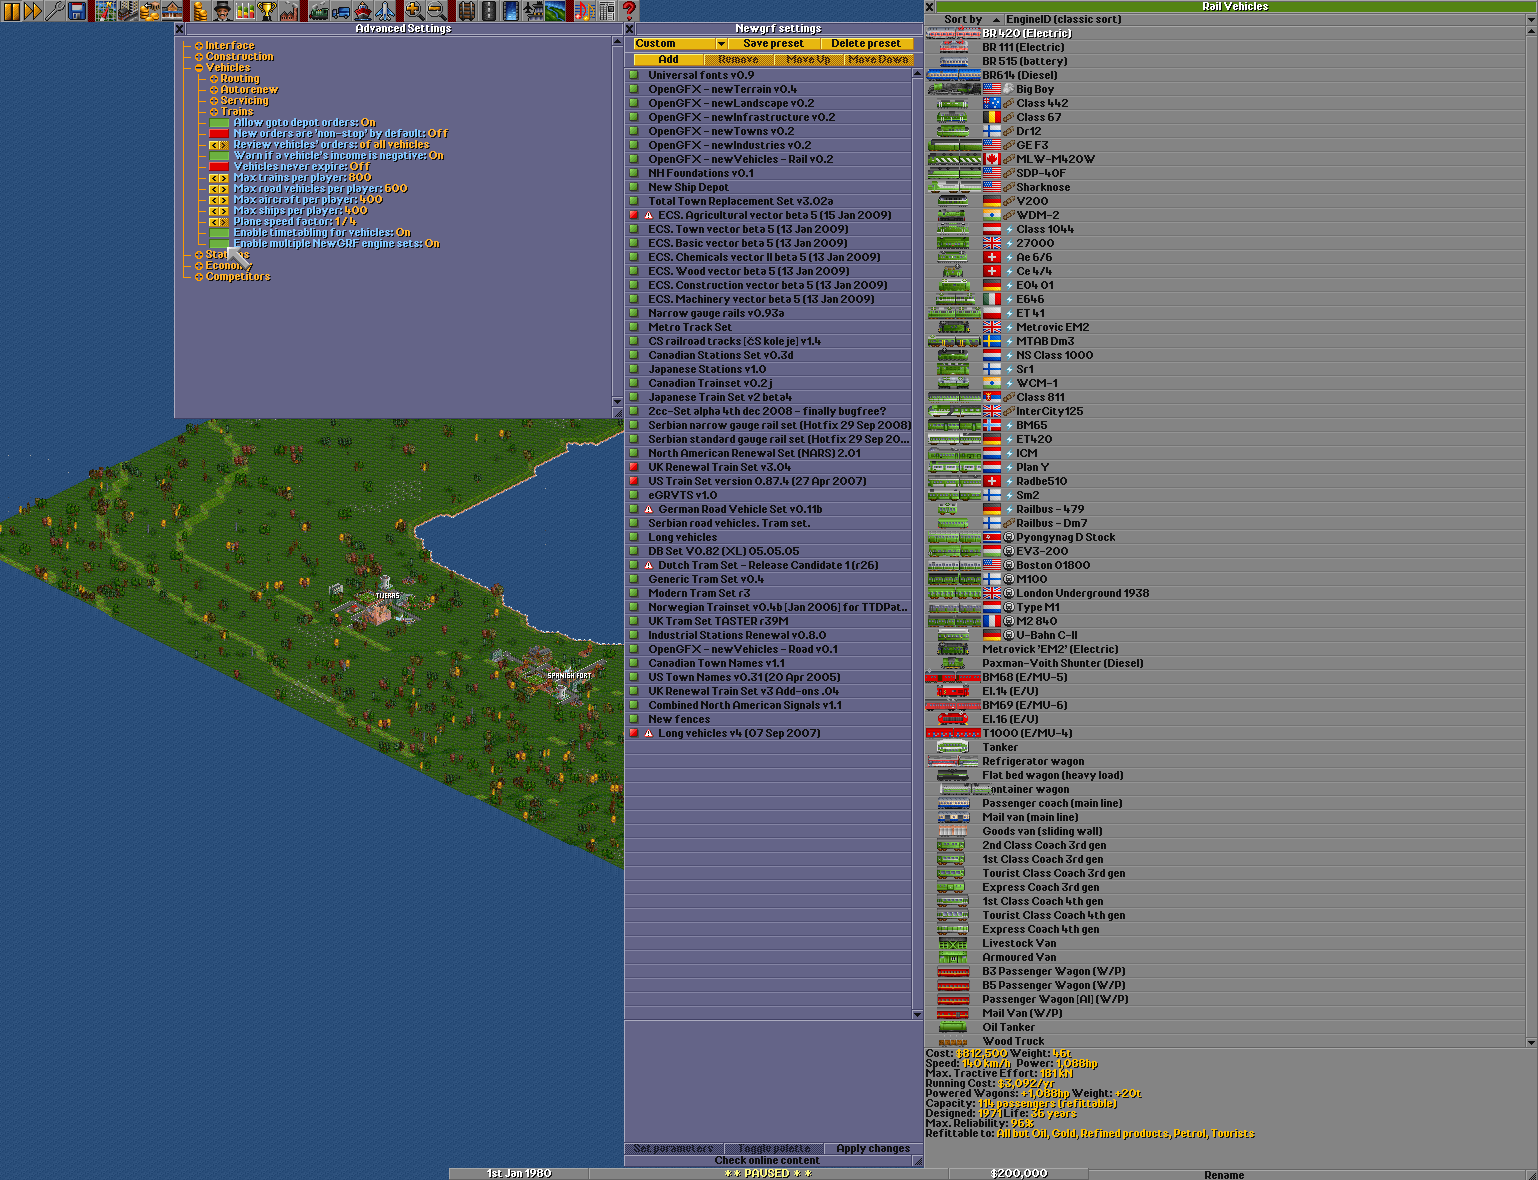 Advanced Settings
Interface
Construction
Vehicles
Routing
Autorenew
Servicing
Trains
Allow goto depot orders: On
New orders are 'non-stop' by default: Off
Review vehicles' orders: of all vehicles
Warn if a vehicle's income is negative: On
Vehicles never expire: Off
Max trains per player: 800
Max road vehicles per player: 600
Max aircraft per player: 400
Max ships per player: 400
Plane speed factor: 1/4
Enable timetabling for vehicles: On
Enable multiple NewGRF engine sets: On
Economy
Competitors
TIJERAS
SPANISH FORT
Newgrf settings
Custom
Save preset
Delete preset
Add
Remove
Move Up
Move Down
Universal fonts v0.9
OpenGFX - newTerrain v0.4
OpenGFX - newLandscape v0.2
OpenGFX - newInfrastructure v0.2
OpenGFX - newTowns v0.2
OpenGFX - newIndustries v0.2
OpenGFX - newVehicles - Rail v0.2
NH Foundations v0.1
New Ship Depot
Total Town Replacement Set v3.02a
ECS. Agricultural vector beta 5 (15 Jan 2009)
ECS. Town vector beta 5 (13 Jan 2009)
ECS. Basic vector beta 5 (13 Jan 2009)
ECS. Chemicals vector II beta 5 (13 Jan 2009)
ECS. Wood vector beta 5 (13 Jan 2009)
ECS. Construction vector beta 5 (13 Jan 2009)
ECS. Machinery vector beta 5 (13 Jan 2009)
Narrow gauge rails v0.93a
Metro Track Set
CS railroad tracks [ČS koleje] v1.4
Canadian Stations Set v0.3d
Japanese Stations v1.0
Canadian Trainset v0.2j
Japanese Train Set v2 beta4
2cc-Set alpha 4th dec 2008 - finally bugfree?
Serbian narrow gauge rail set (Hotfix 29 Sep 2008)
Serbian standard gauge rail set (Hotfix 29 Sep 20...
North American Renewal Set (NARS) 2.01
UK Renewal Train Set v3.04
US Train Set version 0.87.4 (27 Apr 2007)
eGRVTS v1.0
German Road Vehicle Set v0.11b
Serbian road vehicles. Tram set.
Long vehicles
DB Set V0.82 (XL) 05.05.05
Dutch Tram Set - Release Candidate 1 (r26)
Generic Tram Set v0.4
Modern Tram Set r3
Norwegian Trainset v0.4b [Jan 2006] for TTDPat..
UK Tram Set TASTER r39M
Industrial Stations Renewal v0.8.0
OpenGFX - newVehicles - Road v0.1
Canadian Town Names v1.1
US Town Names v0.31 (20 Apr 2005)
UK Renewal Train Set v3 Add-ons .04
Combined North American Signals v1.1
New fences
Long vehicles v4 (07 Sep 2007)
Set parameters
Toggle palette
Apply changes
Check online content
Rail Vehicles
Sort by
EngineID (classic sort)
BR 420 (Electric)
BR 111 (Electric)
BR 515 (battery)
BR614 (Diesel)
Big Boy
Class 442
Class 67
Dr12
GE F3
MLW-M420W
SDP-40F
Sharknose
V200
WDM-2
Class 1044
27000
Ae 6/6
Ce 4/4
E04 01
E646
ET 41
Metrovic EM2
MTAB Dm3
NS Class 1000
Sr1
WCM-1
Class 811
InterCity125
BM65
ET420
ICM
Plan Y
Radbe510
Sm2
Railbus - 479
Railbus - Dm7
Pyongynag D Stock
EV3-200
Boston 01800
M100
London Underground 1938
Type M1
M2 840
U-Bahn C-II
Metrovick 'EM2' (Electric)
Paxman-Voith Shunter (Diesel)
BM68 (E/MU-5)
El.14 (E/U)
BM69 (E/MU-6)
El.16 (E/U)
T1000 (E/MU-4)
Tanker
Refrigerator wagon
Flat bed wagon (heavy load)
ontainer wagon
Passenger coach (main line)
Mail van (main line)
Goods van (sliding wall)
2nd Class Coach 3rd gen
1st Class Coach 3rd gen
Tourist Class Coach 3rd gen
Express Coach 3rd gen
1st Class Coach 4th gen
Tourist Class Coach 4th gen
Express Coach 4th gen
Livestock Van
Armoured Van
B3 Passenger Wagon (W/P)
B5 Passenger Wagon (W/P)
Passenger Wagon [AI] (W/P)
Mail Van (W/P)
Oil Tanker
Wood Truck
Cost: $812,500 Weight: 46t
Speed: 140 km/h Power: 1,088hp
Max. Tractive Effort: 181 kN
Running Cost: $3,092/yr
Powered Wagons: +1,088hp Weight: +20t
Capacity: 114 passengers (refittable)
Designed: 1971 Life: 36 years
Max. Reliability: 96%
Refittable to: All but Oil, Gold, Refined products, Petrol, Tourists
Rename
1st Jan 1980
* * PAUSED * *
$200,000